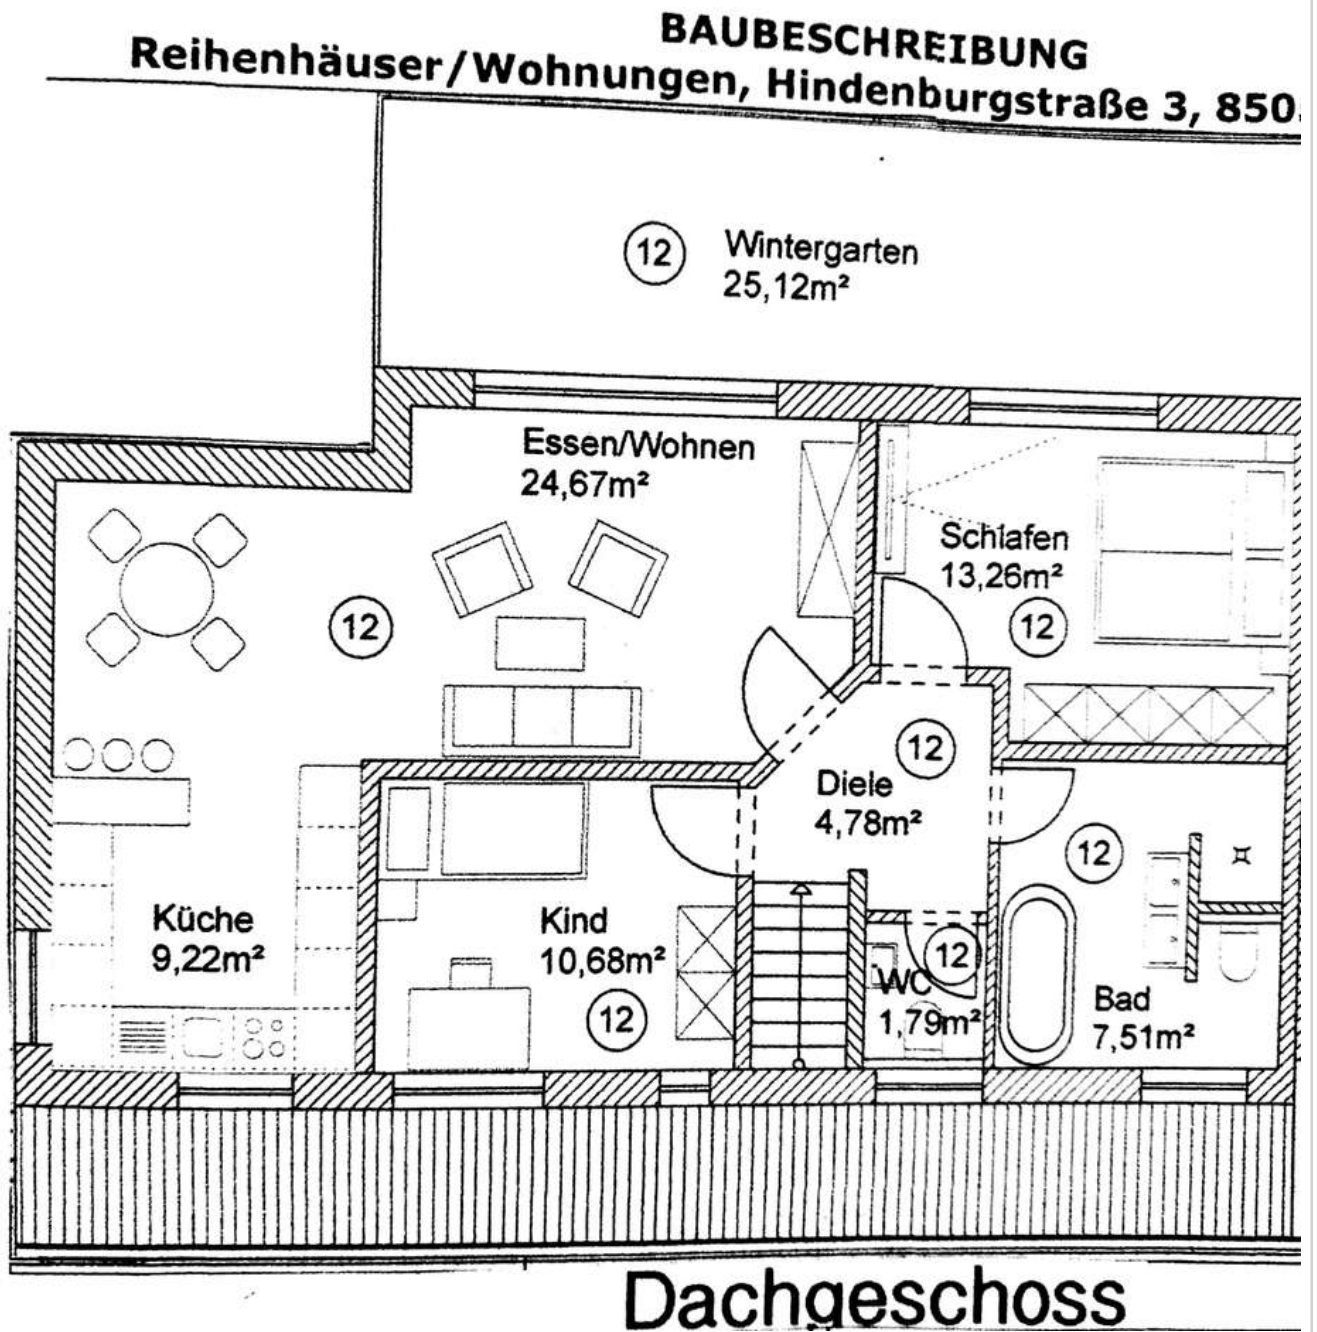 BAUBESCHREIBUNG
Reihenhäuser/Wohnungen, Hindenburgstraße 3, 850
12
Wintergarten
25,12m²
Essen/Wohnen
24,67m²
12
Schlafen
13,26m²
12
12
Diele
4,78m²
12
Küche
9,22m²
Kind
10,68m²
12
12
WC
1,79m²
Bad
7,51m²
Dachgeschoss